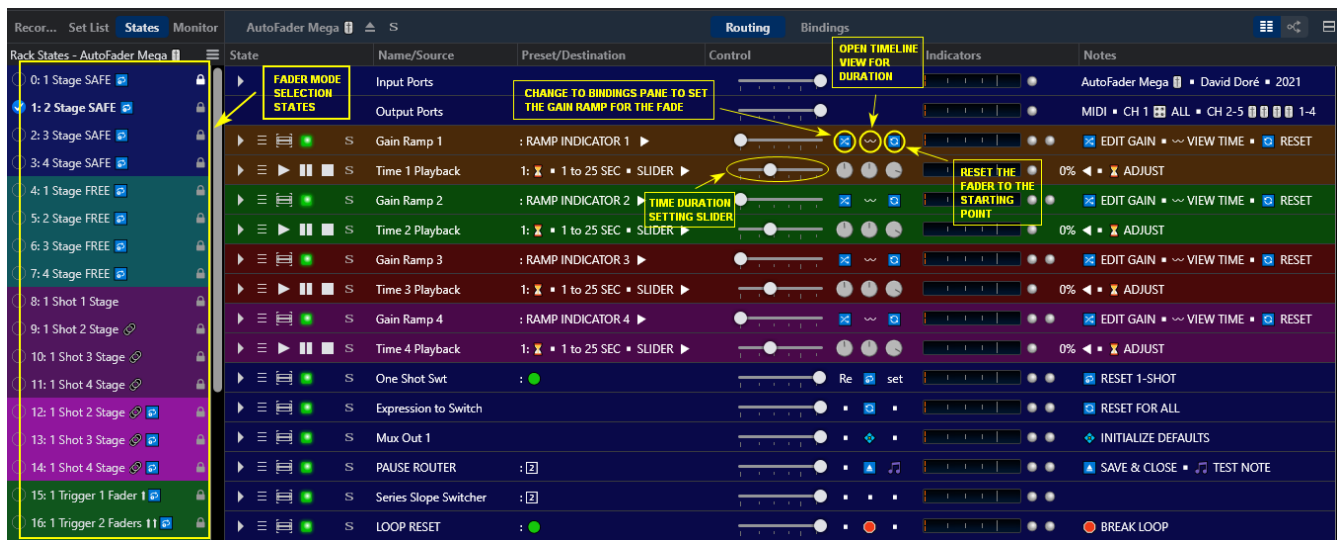 Recor... Set List States Monitor AutoFader Mega S Routing Bindings
Rack States - AutoFader Mega State Name/Source Preset/Destination Control Indicators Notes
OPEN TIMELINE
VIEW FOR
DURATION
0: 1 Stage SAFE Input Ports AutoFader Mega ▪ David Doré ▪ 2021
FADER MODE
SELECTION
STATES
CHANGE TO BINDINGS PANE TO SET
THE GAIN RAMP FOR THE FADE
1: 2 Stage SAFE Output Ports MIDI ▪ CH 1 ALL ▪ CH 2-5 1-4
2: 3 Stage SAFE S Gain Ramp 1 : RAMP INDICATOR 1 EDIT GAIN ▪ VIEW TIME ▪ RESET
3: 4 Stage SAFE S Time 1 Playback 1: ▪ 1 to 25 SEC ▪ SLIDER 0% ◀ ▪ ADJUST
RESET THE
FADER TO THE
STARTING
POINT
TIME DURATION
SETTING SLIDER
4: 1 Stage FREE S Gain Ramp 2 : RAMP INDICATOR 2 EDIT GAIN ▪ VIEW TIME ▪ RESET
5: 2 Stage FREE S Time 2 Playback 1: ▪ 1 to 25 SEC ▪ SLIDER 0% ◀ ▪ ADJUST
6: 3 Stage FREE S Gain Ramp 3 : RAMP INDICATOR 3 EDIT GAIN ▪ VIEW TIME ▪ RESET
7: 4 Stage FREE S Time 3 Playback 1: ▪ 1 to 25 SEC ▪ SLIDER 0% ◀ ▪ ADJUST
8: 1 Shot 1 Stage S Gain Ramp 4 : RAMP INDICATOR 4 EDIT GAIN ▪ VIEW TIME ▪ RESET
9: 1 Shot 2 Stage S Time 4 Playback 1: ▪ 1 to 25 SEC ▪ SLIDER 0% ◀ ▪ ADJUST
10: 1 Shot 3 Stage
11: 1 Shot 4 Stage S One Shot Swt : Re set RESET 1-SHOT
12: 1 Shot 2 Stage S Expression to Switch RESET FOR ALL
13: 1 Shot 3 Stage S Mux Out 1 INITIALIZE DEFAULTS
14: 1 Shot 4 Stage S PAUSE ROUTER : 2 SAVE & CLOSE ▪ TEST NOTE
15: 1 Trigger 1 Fader S Series Slope Switcher : 2
16: 1 Trigger 2 Faders S LOOP RESET : BREAK LOOP